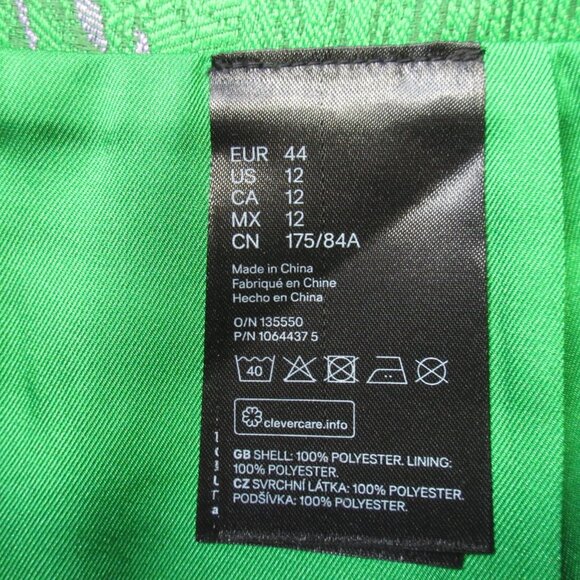 EUR 44
US 12
CA 12
MX 12
CN 175/84A
Made in China
Fabriqué en Chine
Hecho en China
O/N 135550
P/N 1064437 5
40
clevercare.info
GB SHELL: 100% POLYESTER. LINING:
100% POLYESTER.
CZ SVRCHNÍ LÁTKA: 100% POLYESTER.
PODŠÍVKA: 100% POLYESTER.